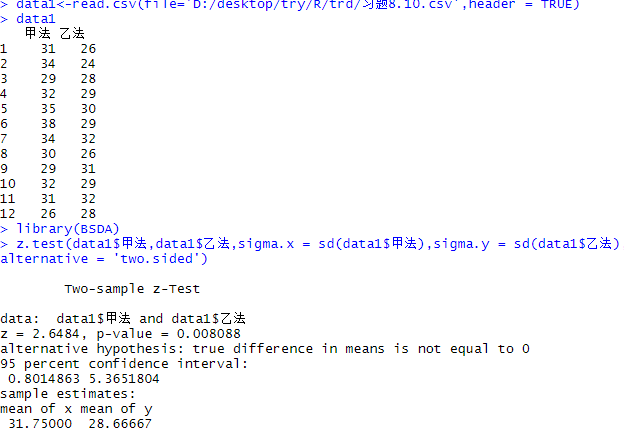 > data1<-read.csv(file='D:/desktop/try/R/trd/习题8.10.csv',header = TRUE)
> data1
甲法 乙法
1 31 26
2 34 24
3 29 28
4 32 29
5 35 30
6 38 29
7 34 32
8 30 26
9 29 31
10 32 29
11 31 32
12 26 28
> library(BSDA)
> z.test(data1$甲法,data1$乙法,sigma.x = sd(data1$甲法),sigma.y = sd(data1$乙法)
alternative = 'two.sided')
Two-sample z-Test
data: data1$甲法 and data1$乙法
z = 2.6484, p-value = 0.008088
alternative hypothesis: true difference in means is not equal to 0
95 percent confidence interval:
0.8014863 5.3651804
sample estimates:
mean of x mean of y
31.75000 28.66667